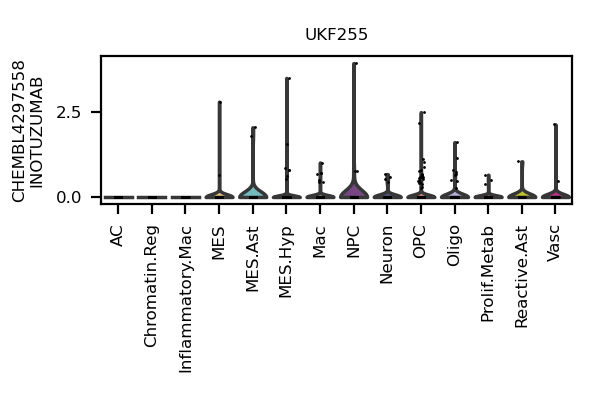 UKF255
CHEMBL4297558
INOTUZUMAB
2.5
0.0
AC
Chromatin.Reg
Inflammatory.Mac
MES
MES.Ast
MES.Hyp
Mac
NPC
Neuron
OPC
Oligo
Prolif.Metab
Reactive.Ast
Vasc